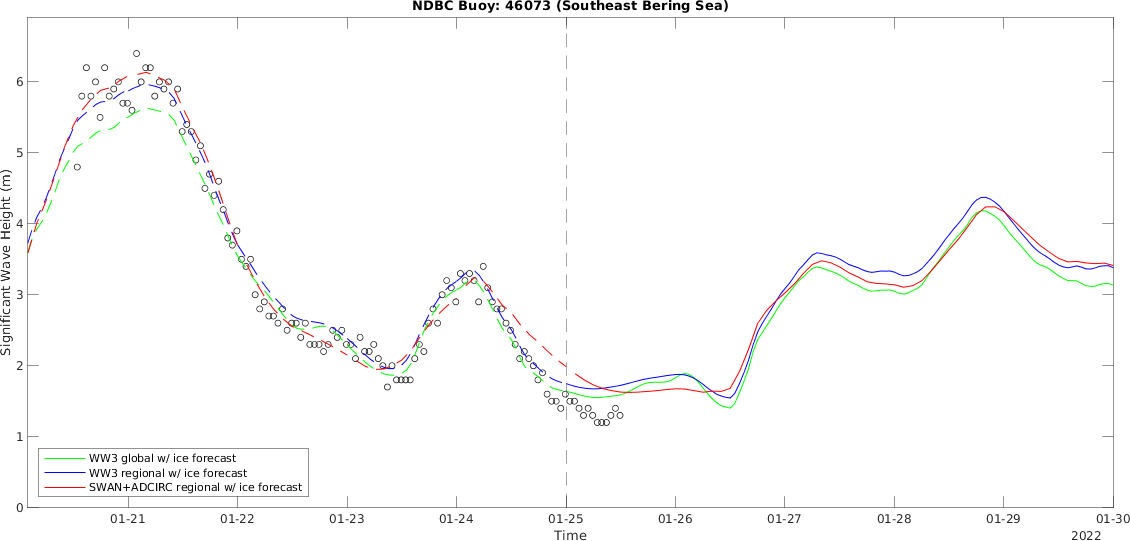 NDBC Buoy: 46073 (Southeast Bering Sea)
Significant Wave Height (m)
6
5
4
3
2
1
0
WW3 global w/ ice forecast
WW3 regional w/ ice forecast
SWAN+ADCIRC regional w/ ice forecast
01-21 01-22 01-23 01-24 01-25 01-26 01-27 01-28 01-29 01-30
Time
2022